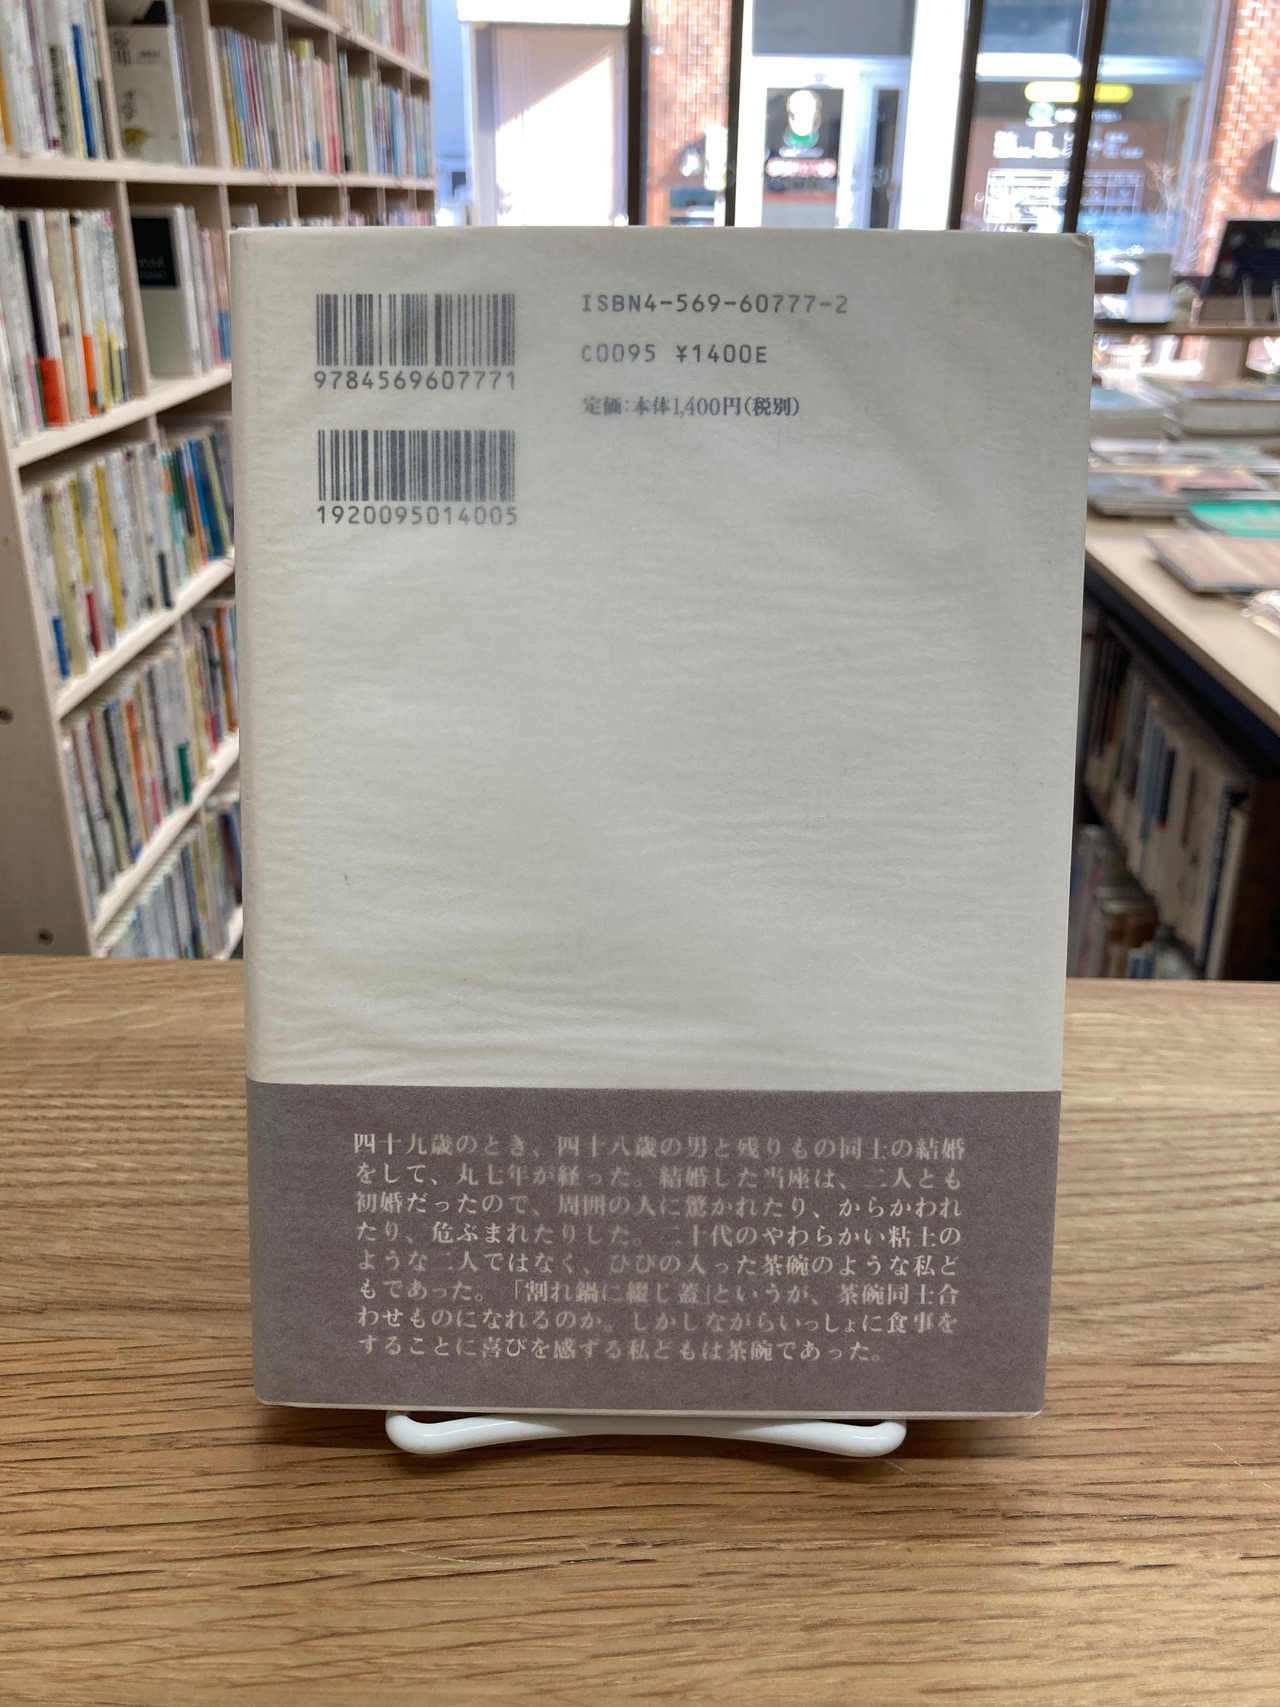 9784569607771
1920095014005
ISBN4-569-60777-2
C0095 ¥1400E
定価:本体1,400円(税別)
四十九歳のとき、四十八歳の男と残りもの同士の結婚
をして、丸七年が経った。結婚した当座は、二人とも
初婚だったので、周囲の人に驚かれたり、からかわれ
たり、危ぶまれたりした。二十代のやわらかい粘土の
ような二人ではなく、ひびの入った茶碗のような私ど
もであった。「割れ鍋に綴じ蓋」というが、茶碗同士合
わせものになれるのか。しかしながらいっしょに食事を
することに喜びを感ずる私どもは茶碗であった。